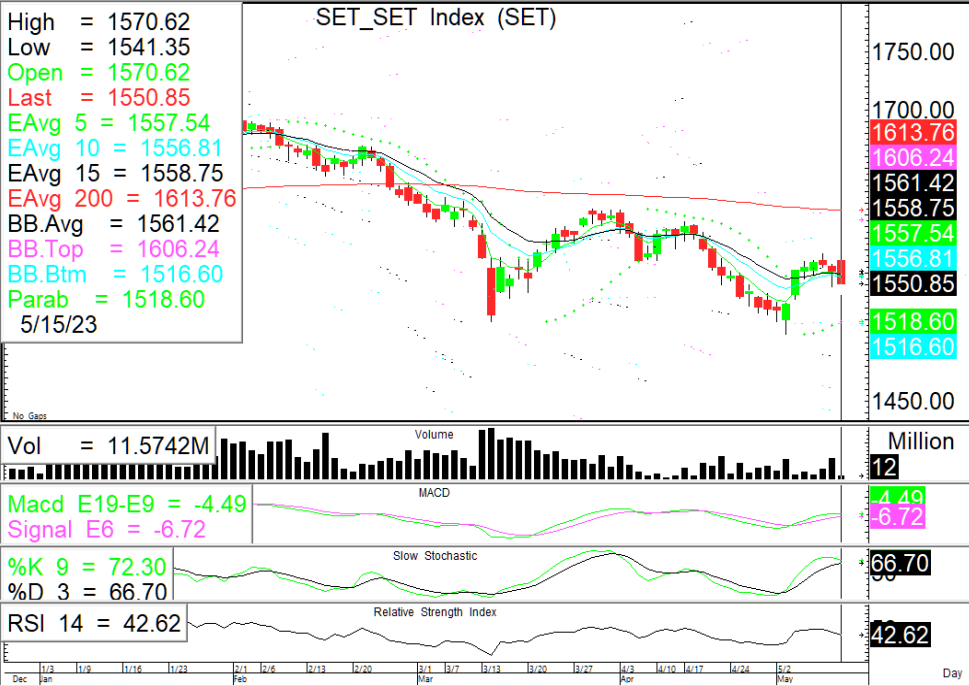 SET_SET Index (SET)
High = 1570.62
Low = 1541.35
Open = 1570.62
Last = 1550.85
EAvg 5 = 1557.54
EAvg 10 = 1556.81
EAvg 15 = 1558.75
EAvg 200 = 1613.76
BB.Avg = 1561.42
BB.Top = 1606.24
BB.Btm = 1516.60
Parab = 1518.60
5/15/23
1750.00
1700.00
1613.76
1606.24
1561.42
1558.75
1557.54
1556.81
1550.85
1518.60
1516.60
1450.00
No Gaps
Vol = 11.5742M
Volume
Million
12
Macd E19-E9 = -4.49
Signal E6 = -6.72
MACD
-4.49
-6.72
%K 9 = 72.30
%D 3 = 66.70
Slow Stochastic
66.70
RSI 14 = 42.62
Relative Strength Index
42.62
1/3 1/9 1/16 1/23 2/1 2/6 2/13 2/20 3/1 3/7 3/13 3/20 3/27 4/3 4/10 4/17 4/24 5/2
Dec Jan Feb Mar Apr May
Day